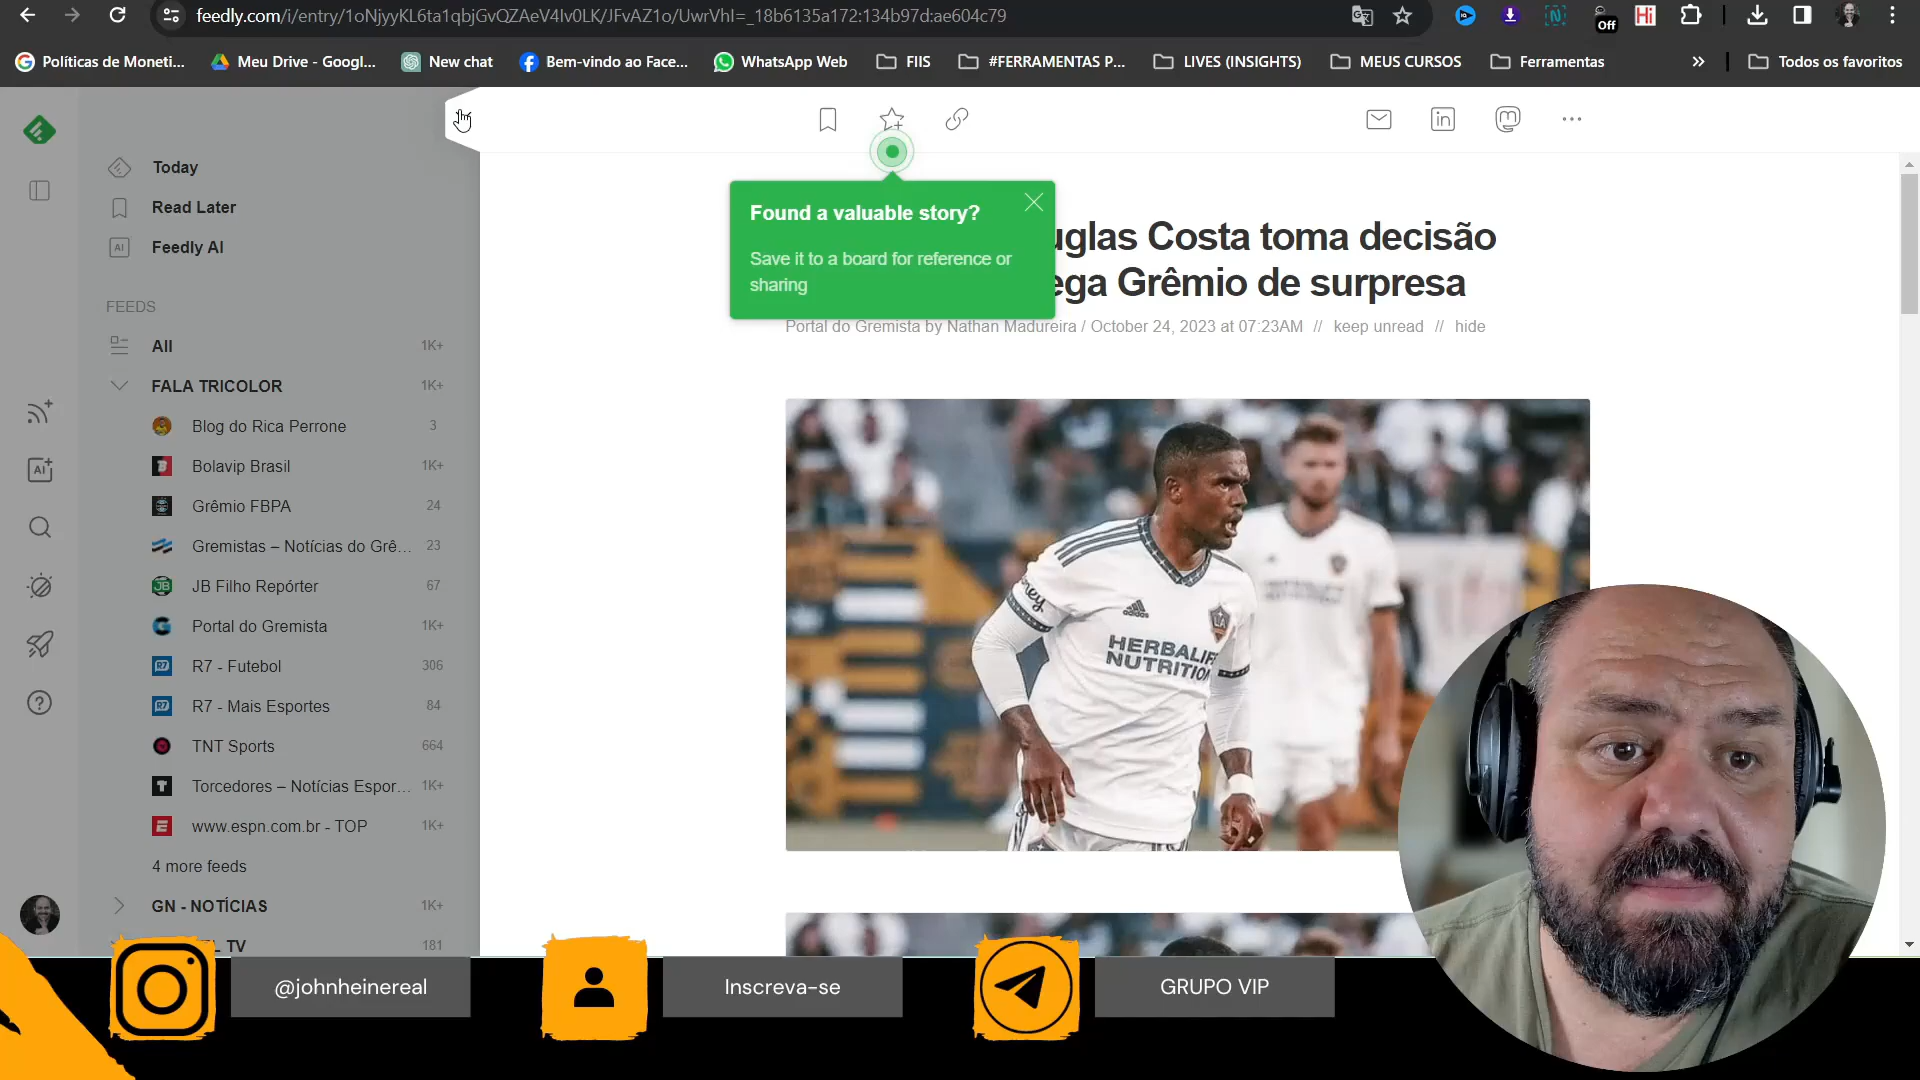 feedly.com/i/entry/1oNjyyKL6ta1qbjGvQZAeV4Iv0LK/JFvAZ1o/UwrVhI=_18b6135a172:134b97d:ae604c79
Off
Hi
Políticas de Moneti...
Meu Drive - Googl...
New chat
Bem-vindo ao Face...
WhatsApp Web
FIIS
#FERRAMENTAS P...
LIVES (INSIGHTS)
MEUS CURSOS
Ferramentas
»
Todos os favoritos
Today
Read Later
AI
Feedly AI
FEEDS
All 1K+
FALA TRICOLOR 1K+
Blog do Rica Perrone 3
Bolavip Brasil 1K+
Grêmio FBPA 24
Gremistas – Notícias do Grê... 23
JB Filho Repórter 67
Portal do Gremista 1K+
R7 - Futebol 306
R7 - Mais Esportes 84
TNT Sports 664
Torcedores – Notícias Espor... 1K+
www.espn.com.br - TOP 1K+
4 more feeds
GN - NOTÍCIAS 1K+
TV 181
Found a valuable story?
Save it to a board for reference or
sharing
uglas Costa toma decisão
ega Grêmio de surpresa
Portal do Gremista by Nathan Madureira / October 24, 2023 at 07:23AM // keep unread // hide
adidas
LA
HERBALIFE
NUTRITION
@johnheinereal
Inscreva-se
GRUPO VIP